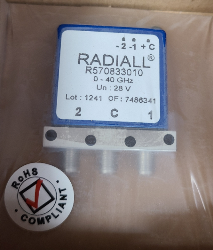 - 2 - 1 + C
RADIALL®
R570833010
0 - 40 GHz
Un : 28 V
Lot : 1241 OF : 7486341
2 C 1
RoHS
COMPLIANT